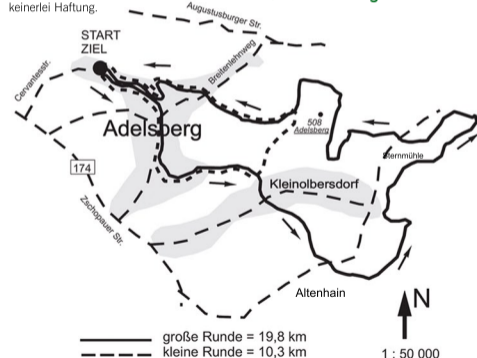 keinerlei Haftung.
Augustusburger Str.
START
ZIEL
Breitenlehnweg
Cervantesstr.
508
Adelsberg
Adelsberg
Sternmühle
174
Kleinolbersdorf
Zschopauer Str.
Altenhain
N
große Runde = 19,8 km
kleine Runde = 10,3 km
1 : 50 000